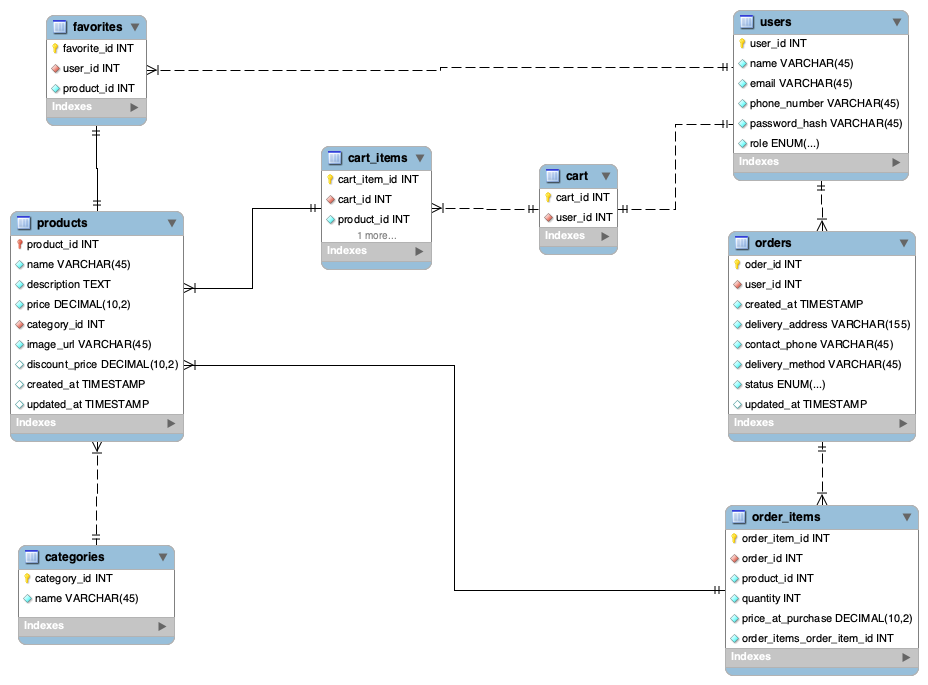 favorites
favorite_id INT
user_id INT
product_id INT
Indexes
users
user_id INT
name VARCHAR(45)
email VARCHAR(45)
phone_number VARCHAR(45)
password_hash VARCHAR(45)
role ENUM(...)
Indexes
cart_items
cart_item_id INT
cart_id INT
product_id INT
1 more...
Indexes
cart
cart_id INT
user_id INT
Indexes
products
product_id INT
name VARCHAR(45)
description TEXT
price DECIMAL(10,2)
category_id INT
image_url VARCHAR(45)
discount_price DECIMAL(10,2)
created_at TIMESTAMP
updated_at TIMESTAMP
Indexes
orders
oder_id INT
user_id INT
created_at TIMESTAMP
delivery_address VARCHAR(155)
contact_phone VARCHAR(45)
delivery_method VARCHAR(45)
status ENUM(...)
updated_at TIMESTAMP
Indexes
categories
category_id INT
name VARCHAR(45)
Indexes
order_items
order_item_id INT
order_id INT
product_id INT
quantity INT
price_at_purchase DECIMAL(10,2)
order_items_order_item_id INT
Indexes